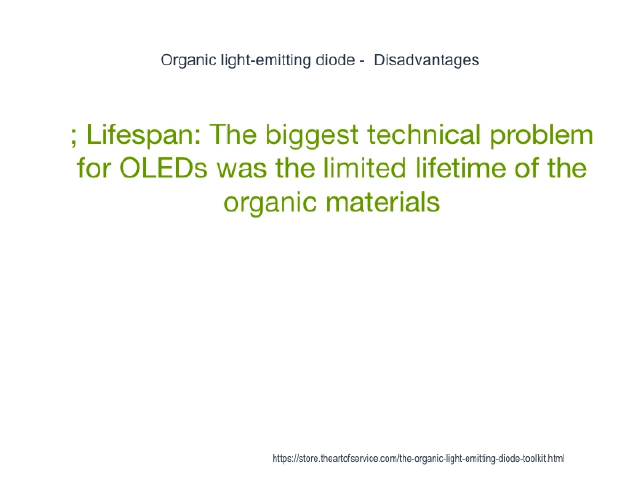 Organic light-emitting diode -  Disadvantages
; Lifespan: The biggest technical problem
for OLEDs was the limited lifetime of the
organic materials
https://store.theartofservice.com/the-organic-light-emitting-diode-toolkit.html